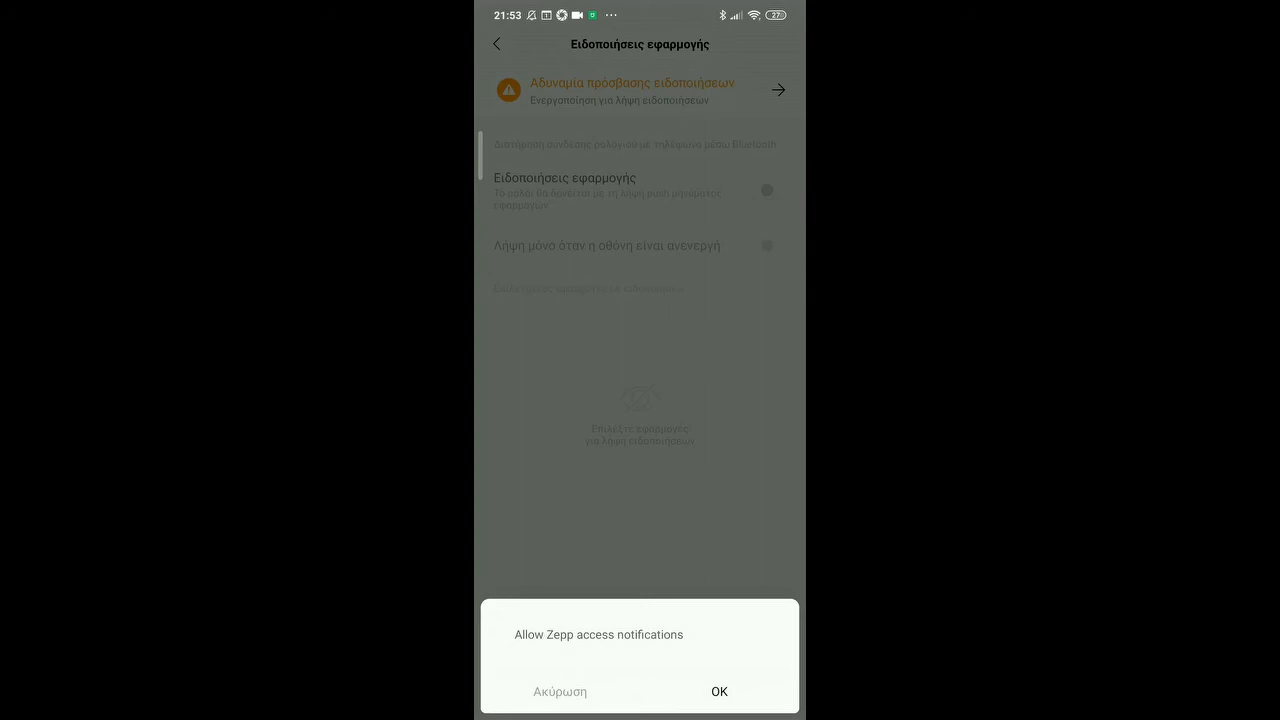 21:53
27
Ειδοποιήσεις εφαρμογής
Αδυναμία πρόσβασης ειδοποιήσεων
Ενεργοποίηση για λήψη ειδοποιήσεων
Διατήρηση σύνδεσης ρολογιού με τηλέφωνο μέσω Bluetooth
Ειδοποιήσεις εφαρμογής
Το ρολόι θα δονείται με τη λήψη
εφαρμογών
Λήψη μόνο όταν η οθόνη είναι ανενεργή
Επιλέξτε εφαρμογές
για λήψη ειδοποιήσεων
Allow Zepp access notifications
Ακύρωση
OK